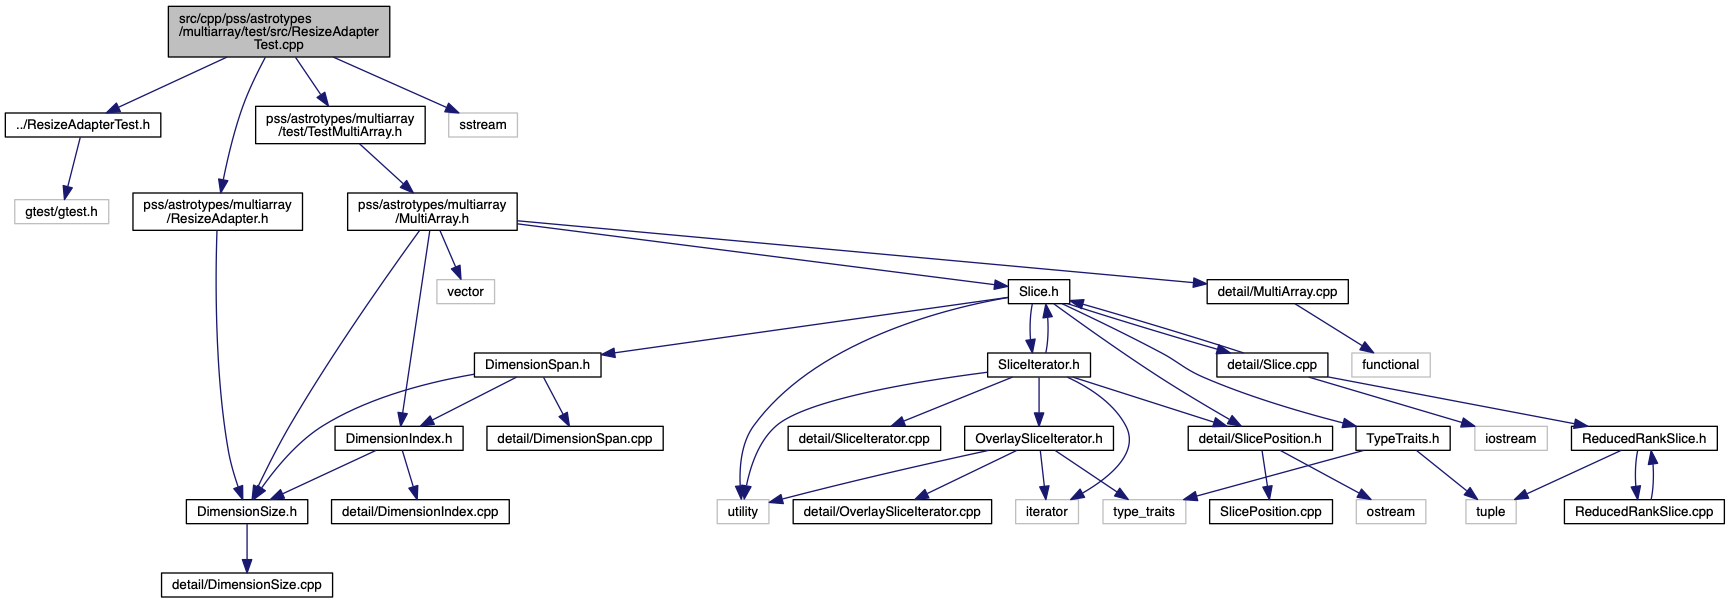 src/cpp/pss/astrotypes
/multiarray/test/src/ResizeAdapter
Test.cpp
../ResizeAdapterTest.h
pss/astrotypes/multiarray
/test/TestMultiArray.h
sstream
gtest/gtest.h
pss/astrotypes/multiarray
/ResizeAdapter.h
pss/astrotypes/multiarray
/MultiArray.h
vector
Slice.h
detail/MultiArray.cpp
DimensionSpan.h
SliceIterator.h
detail/Slice.cpp
functional
DimensionIndex.h
detail/DimensionSpan.cpp
detail/SliceIterator.cpp
OverlaySliceIterator.h
detail/SlicePosition.h
TypeTraits.h
iostream
ReducedRankSlice.h
DimensionSize.h
detail/DimensionIndex.cpp
utility
detail/OverlaySliceIterator.cpp
iterator
type_traits
SlicePosition.cpp
ostream
tuple
ReducedRankSlice.cpp
detail/DimensionSize.cpp